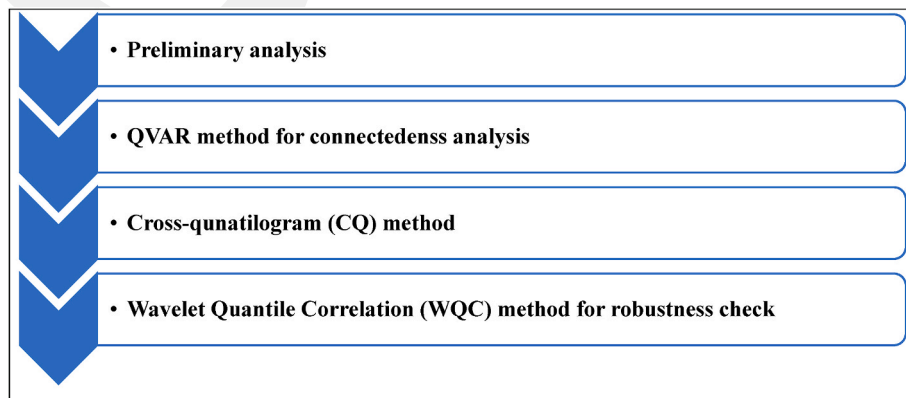 • Preliminary analysis
• QVAR method for connectedenss analysis
• Cross-qunatilogram (CQ) method
• Wavelet Quantile Correlation (WQC) method for robustness check